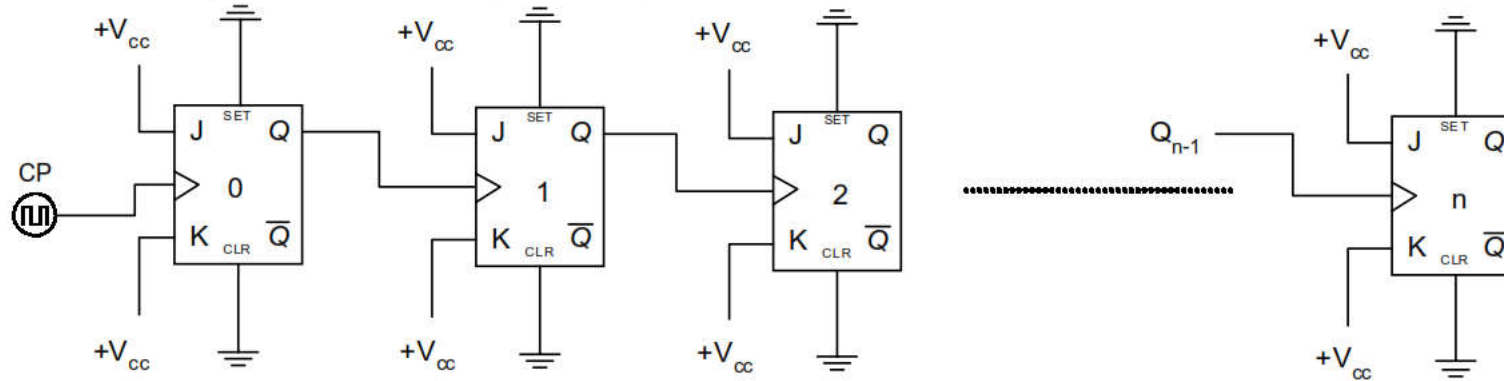 +Vcc
+Vcc
+Vcc
+Vcc
CP
J SET Q
0
K CLR Q̅
J SET Q
1
K CLR Q̅
J SET Q
2
K CLR Q̅
Qn-1
J SET Q
n
K CLR Q̅
+Vcc
+Vcc
+Vcc
+Vcc